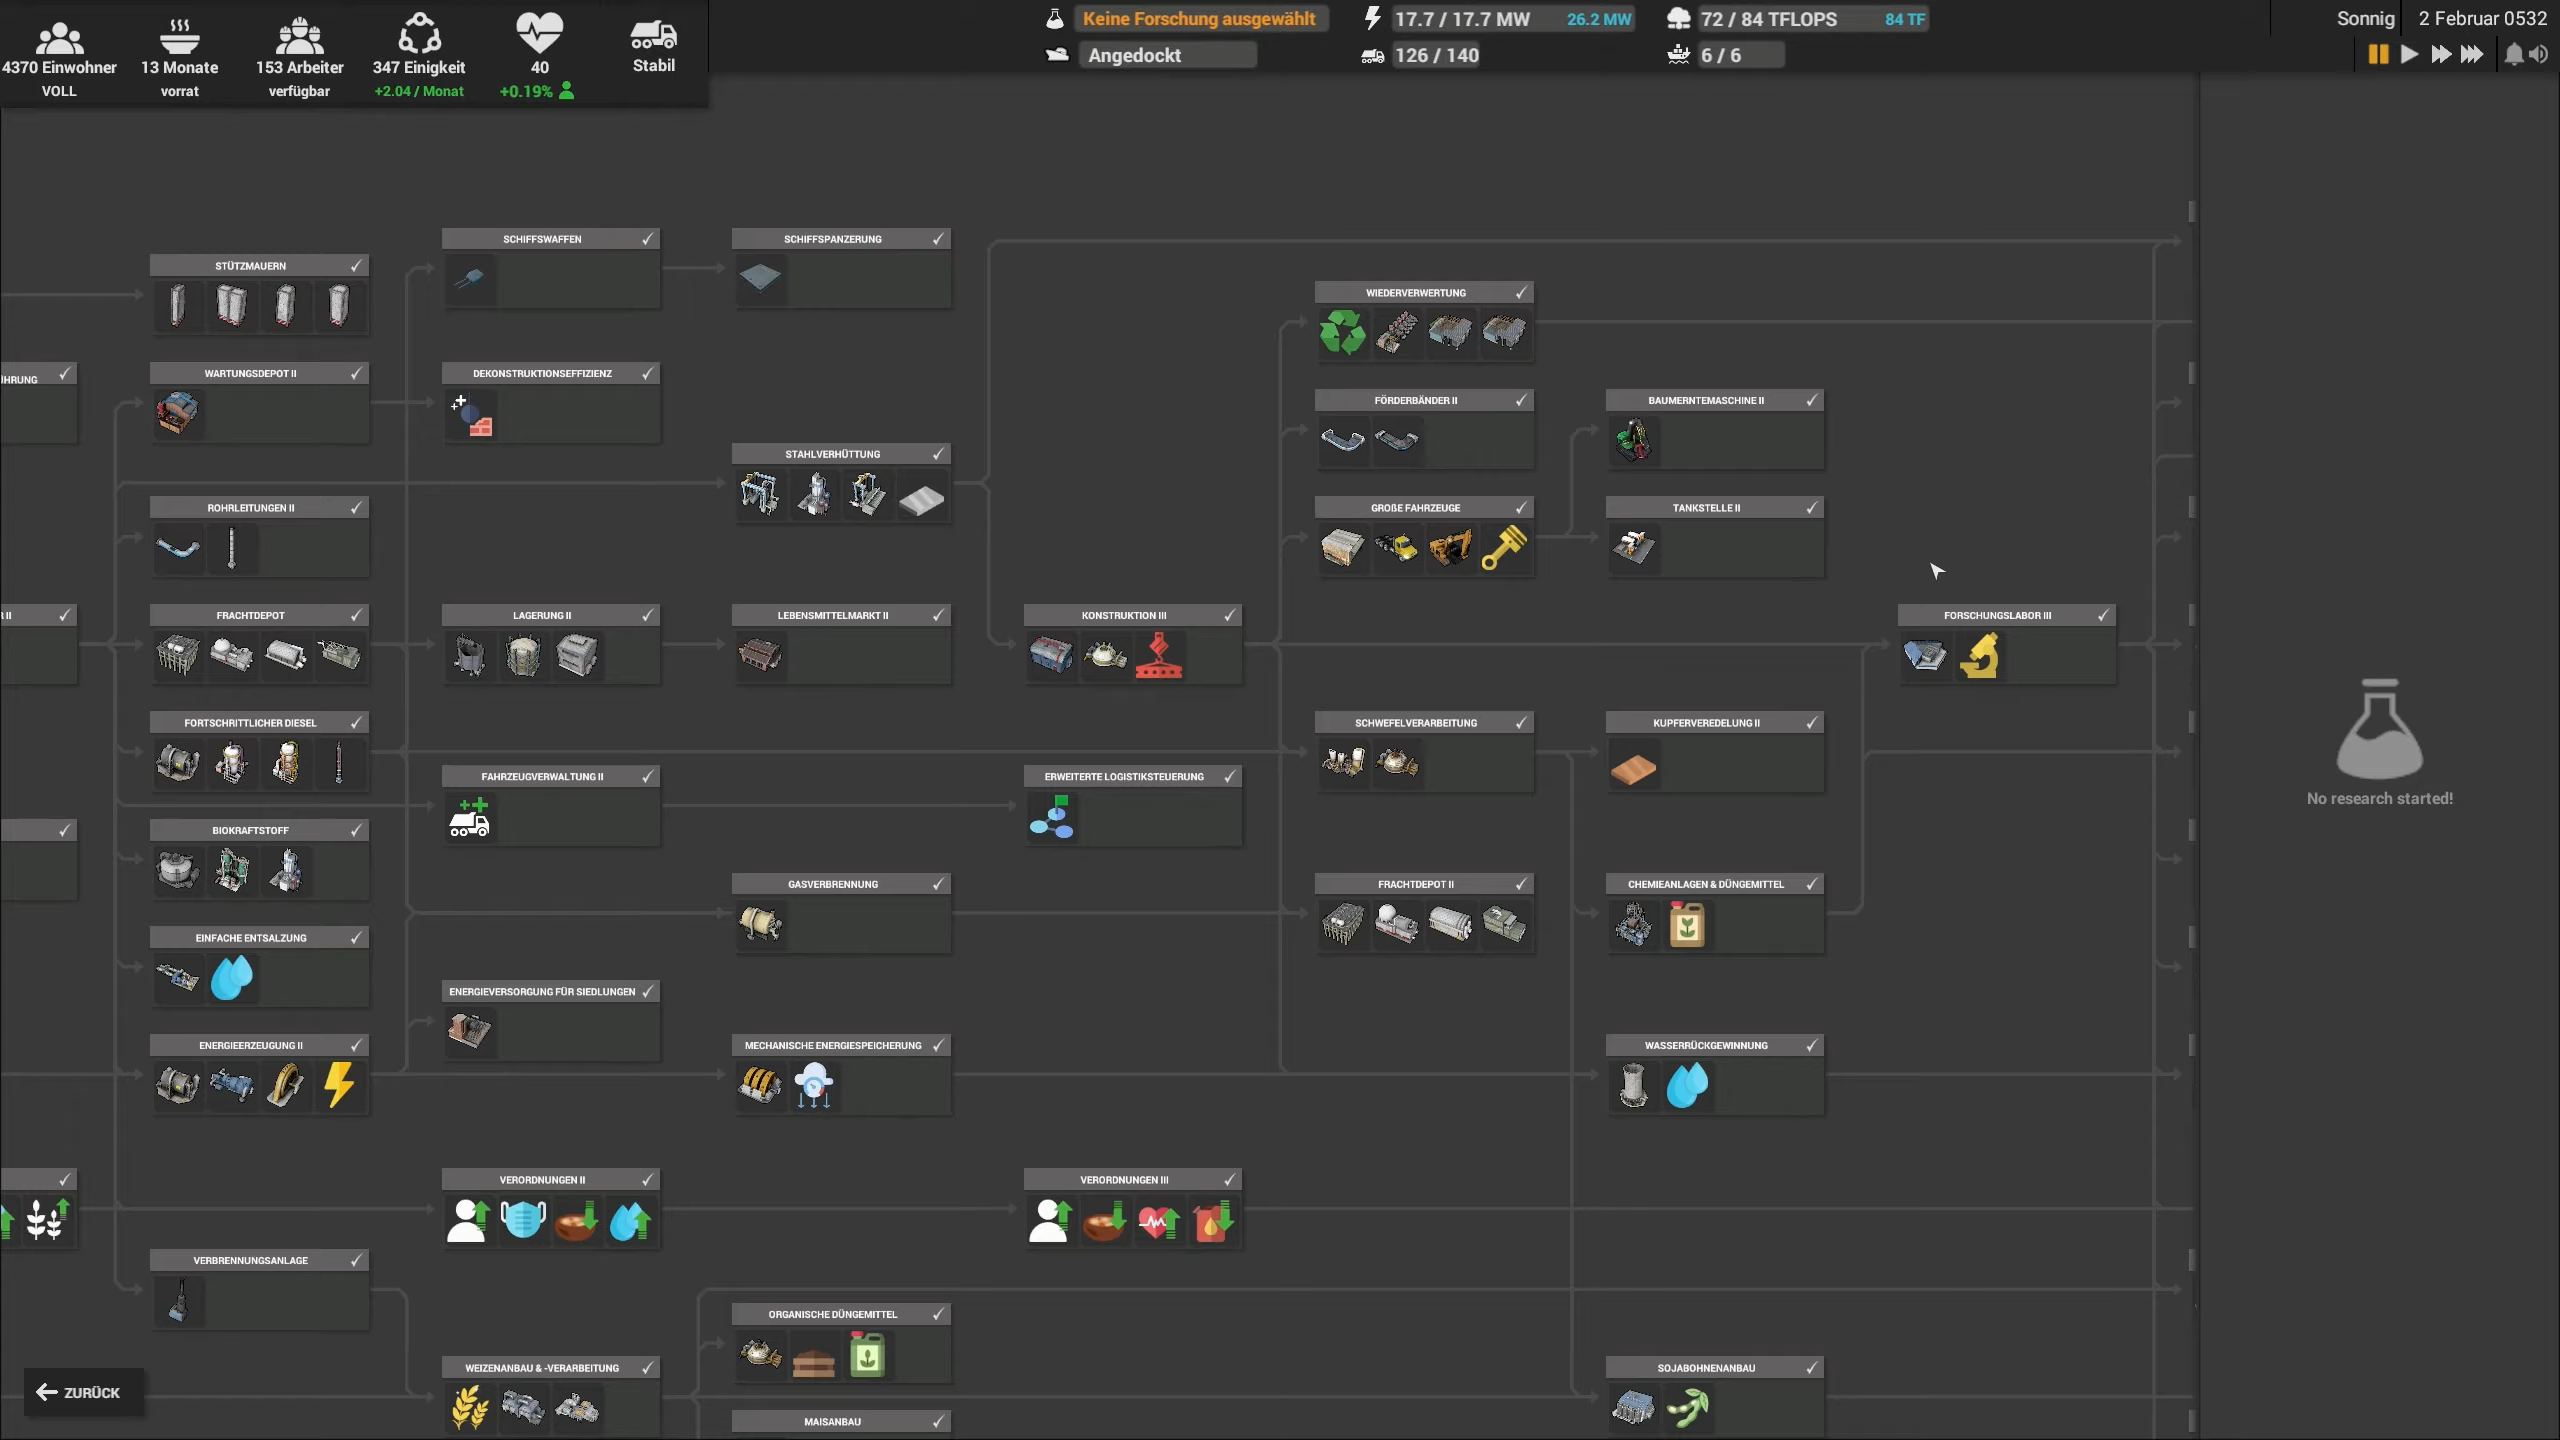 4370 Einwohner
VOLL
13 Monate
vorrat
153 Arbeiter
verfügbar
347 Einigkeit
+2.04 / Monat
40
+0.19%
Stabil
Keine Forschung ausgewählt
Angedockt
17.7 / 17.7 MW
26.2 MW
126 / 140
72 / 84 TFLOPS
84 TF
6 / 6
Sonnig
2 Februar 0532
SCHIFFSWAFFEN
SCHIFFSPANZERUNG
STÜTZMAUERN
WIEDERVERWERTUNG
WARTUNGSDEPOT II
DEKONSTRUKTIONSEFFIZIENZ
FÖRDERBÄNDER II
BAUMERNTEMASCHINE II
STAHLVERHÜTTUNG
ROHRLEITUNGEN II
GROßE FAHRZEUGE
TANKSTELLE II
FRACHTDEPOT
LAGERUNG II
LEBENSMITTELMARKT II
KONSTRUKTION III
FORSCHUNGSLABOR III
FORTSCHRITTLICHER DIESEL
SCHWEFELVERARBEITUNG
KUPFERVEREDELUNG II
FAHRZEUGVERWALTUNG II
ERWEITERTE LOGISTIKSTEUERUNG
No research started!
BIOKRAFTSTOFF
GASVERBRENNUNG
FRACHTDEPOT II
CHEMIEANLAGEN & DÜNGEMITTEL
EINFACHE ENTSALZUNG
ENERGIEVERSORGUNG FÜR SIEDLUNGEN
ENERGIEERZEUGUNG II
MECHANISCHE ENERGIESPEICHERUNG
WASSERRÜCKGEWINNUNG
VERORDNUNGEN II
VERORDNUNGEN III
VERBRENNUNGSANLAGE
ORGANISCHE DÜNGEMITTEL
WEIZENANBAU & -VERARBEITUNG
SOJABOHNENANBAU
ZURÜCK
MAISANBAU